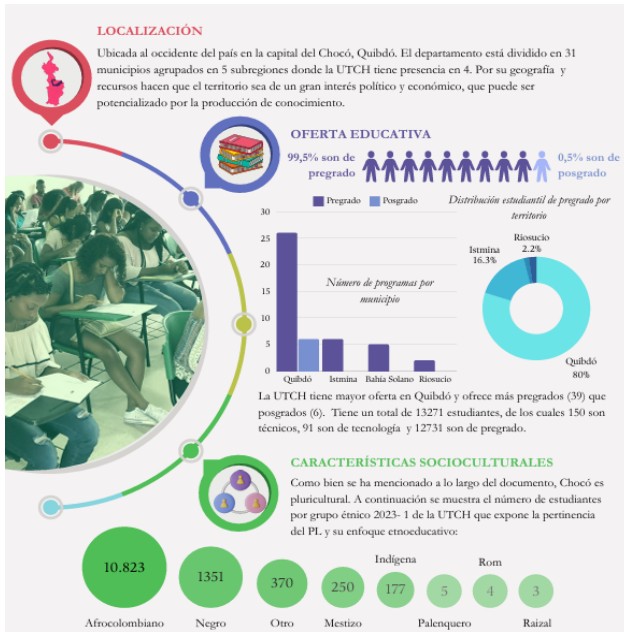 LOCALIZACIÓN
Ubicada al occidente del país en la capital del Chocó, Quibdó. El departamento está dividido en 31
municipios agrupados en 5 subregiones donde la UTCH tiene presencia en 4. Por su geografía y
recursos hacen que el territorio sea de un gran interés político y económico, que puede ser
potencializado por la producción de conocimiento.
OFERTA EDUCATIVA
99,5% son de
pregrado
0,5% son de
posgrado
Pregrado
Posgrado
30
25
20
15
10
5
0
Número de programas por
municipio
Quibdó
Istmina
Bahía Solano
Riosucio
Distribución estudiantil de pregrado por
territorio
Riosucio
2.2%
Istmina
16.3%
Quibdó
80%
La UTCH tiene mayor oferta en Quibdó y ofrece más pregrados (39) que
posgrados (6). Tiene un total de 13271 estudiantes, de los cuales 150 son
técnicos, 91 son de tecnología y 12731 son de pregrado.
CARACTERÍSTICAS SOCIOCULTURALES
Como bien se ha mencionado a lo largo del documento, Chocó es
pluricultural. A continuación se muestra el número de estudiantes
por grupo étnico 2023- 1 de la UTCH que expone la pertinencia
del PL y su enfoque etnoeducativo:
Indígena
Rom
10.823
1351
370
250
177
5
4
3
Afrocolombiano
Negro
Otro
Mestizo
Palenquero
Raizal